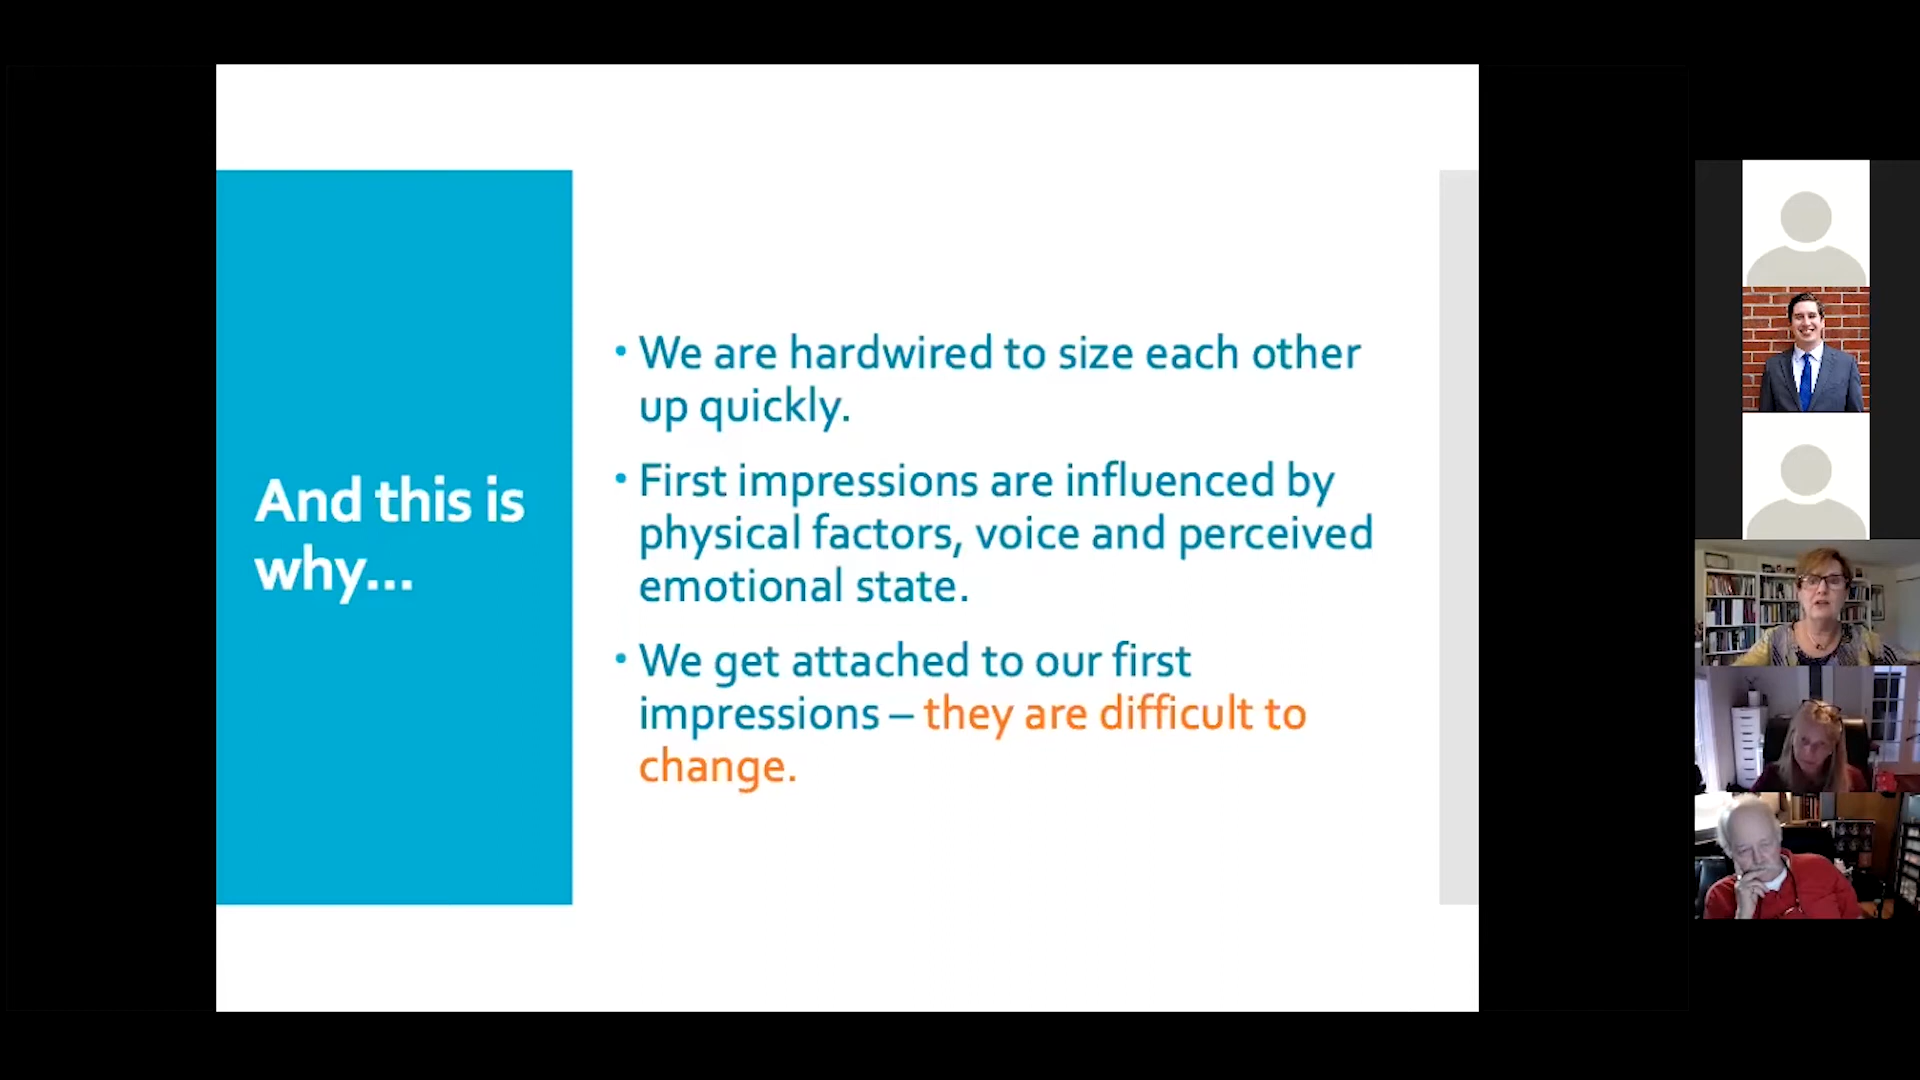 And this is
why...
• We are hardwired to size each other
up quickly.
• First impressions are influenced by
physical factors, voice and perceived
emotional state.
• We get attached to our first
impressions – they are difficult to
change.